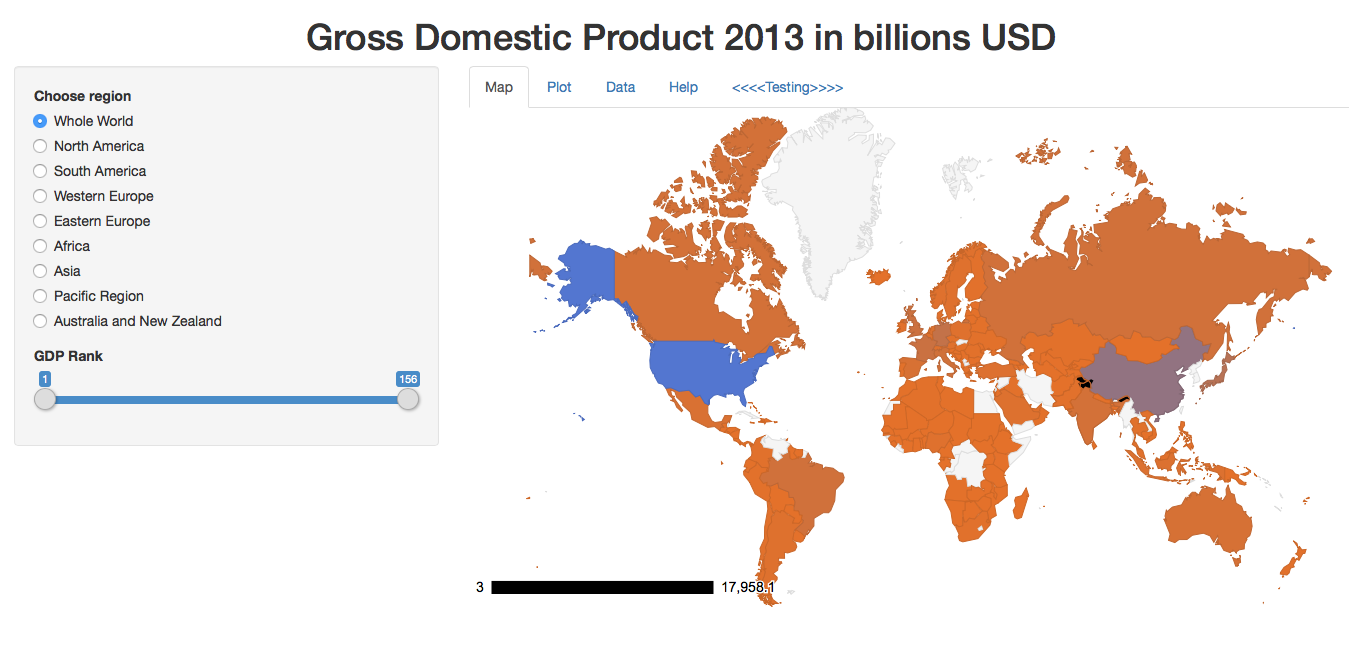 Gross Domestic Product 2013 in billions USD
Choose region
Whole World
North America
South America
Western Europe
Eastern Europe
Africa
Asia
Pacific Region
Australia and New Zealand
GDP Rank
1 156
Map Plot Data Help <<<<Testing>>>>
3 17,958.1